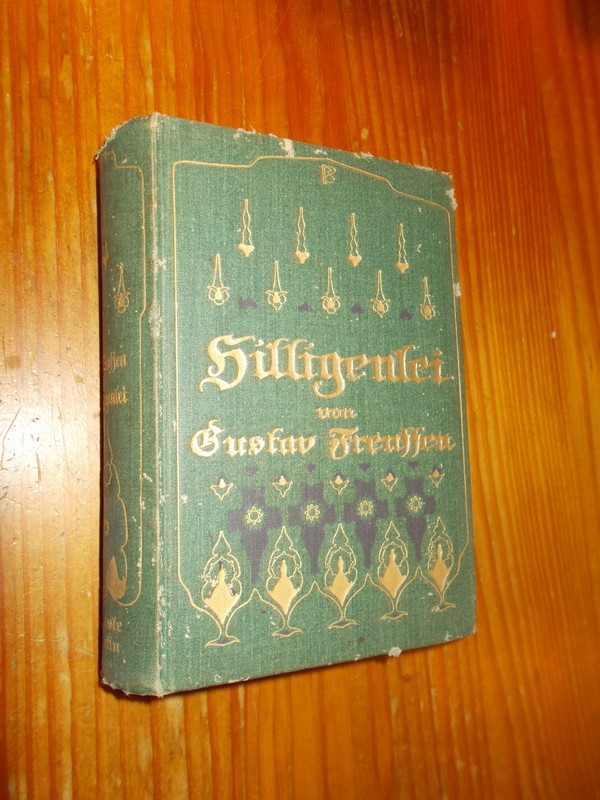 Hilligenlei
von
Gustav Frenssen